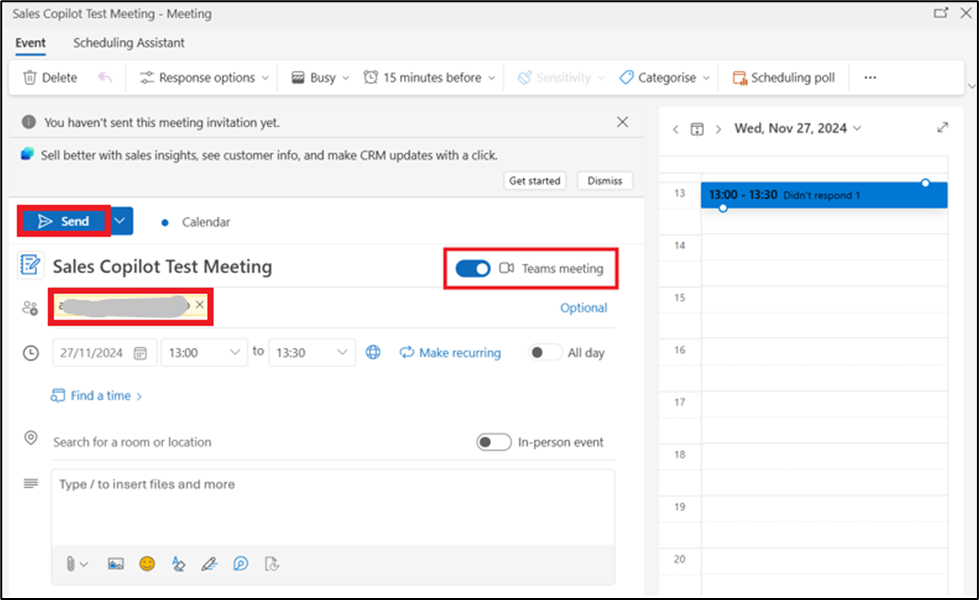 Sales Copilot Test Meeting - Meeting
Event Scheduling Assistant
Delete Response options Busy 15 minutes before Sensitivity Categorise Scheduling poll ...
You haven't sent this meeting invitation yet.
Sell better with sales insights, see customer info, and make CRM updates with a click.
Get started Dismiss
Send Calendar
Sales Copilot Test Meeting Teams meeting
Optional
27/11/2024 13:00 to 13:30 Make recurring All day
Find a time
Search for a room or location In-person event
Type / to insert files and more
Wed, Nov 27, 2024
13 13:00 - 13:30 Didn't respond 1
14
15
16
17
18
19
20